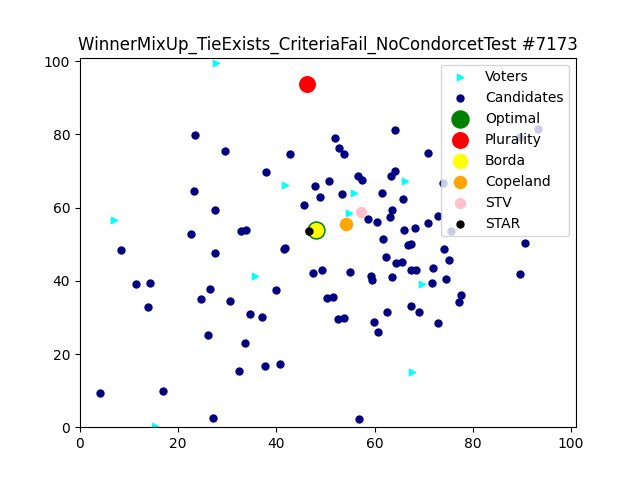 WinnerMixUp_TieExists_CriteriaFail_NoCondorcetTest #7173
100
80
60
40
20
0
0 20 40 60 80 100
Voters
Candidates
Optimal
Plurality
Borda
Copeland
STV
STAR